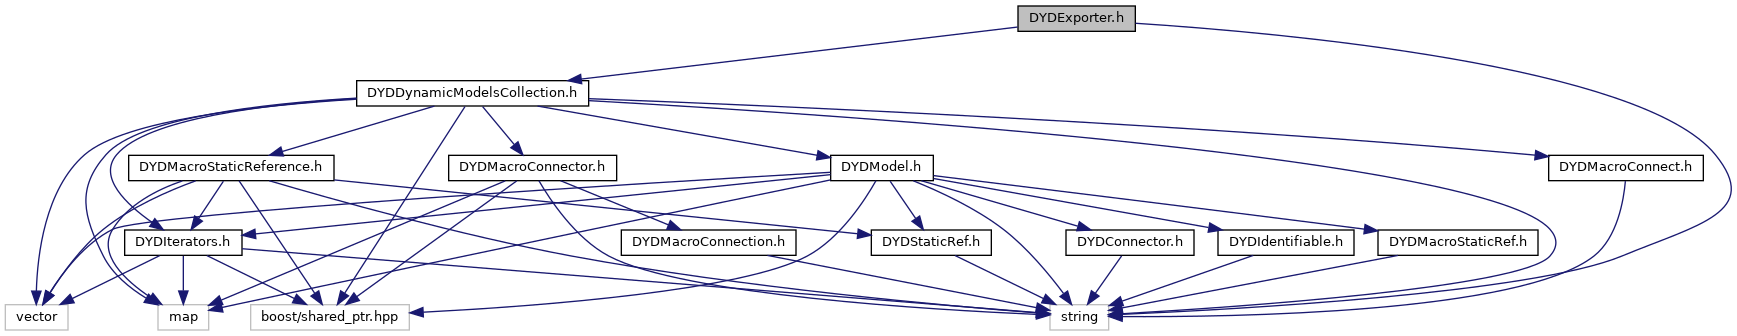 DYDExporter.h
DYDDynamicModelsCollection.h
DYDMacroStaticReference.h
DYDMacroConnector.h
DYDModel.h
DYDMacroConnect.h
DYDIterators.h
DYDMacroConnection.h
DYDStaticRef.h
DYDConnector.h
DYDIdentifiable.h
DYDMacroStaticRef.h
vector
map
boost/shared_ptr.hpp
string